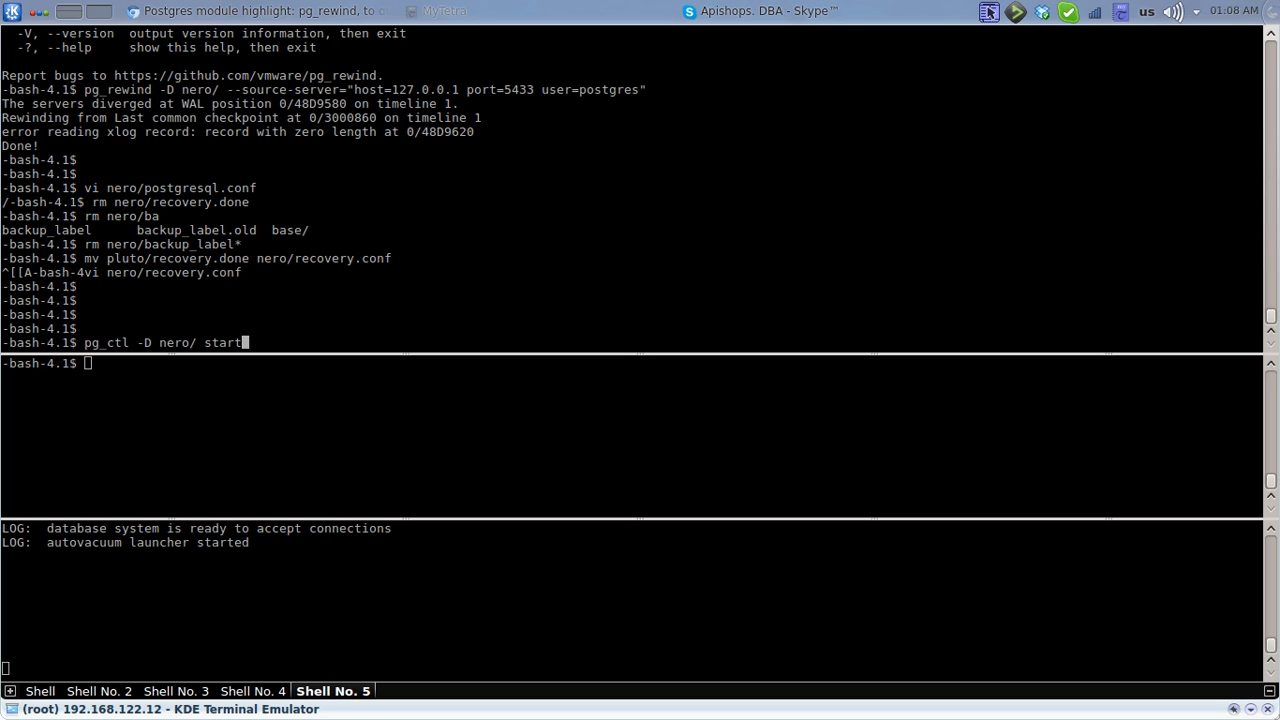 Postgres module highlight: pg_rewind, to c
MyTetra
Apishops. DBA - Skype™
us
01:08 AM
-V, --version  output version information, then exit
-?, --help     show this help, then exit
Report bugs to https://github.com/vmware/pg_rewind.
-bash-4.1$ pg_rewind -D nero/ --source-server="host=127.0.0.1 port=5433 user=postgres"
The servers diverged at WAL position 0/48D9580 on timeline 1.
Rewinding from Last common checkpoint at 0/3000860 on timeline 1
error reading xlog record: record with zero length at 0/48D9620
Done!
-bash-4.1$
-bash-4.1$
-bash-4.1$ vi nero/postgresql.conf
/-bash-4.1$ rm nero/recovery.done
-bash-4.1$ rm nero/ba
backup_label      backup_label.old  base/
-bash-4.1$ rm nero/backup_label*
-bash-4.1$ mv pluto/recovery.done nero/recovery.conf
^[[A-bash-4vi nero/recovery.conf
-bash-4.1$
-bash-4.1$
-bash-4.1$
-bash-4.1$
-bash-4.1$ pg_ctl -D nero/ start
-bash-4.1$
LOG:  database system is ready to accept connections
LOG:  autovacuum launcher started
Shell
Shell No. 2
Shell No. 3
Shell No. 4
Shell No. 5
(root) 192.168.122.12 - KDE Terminal Emulator